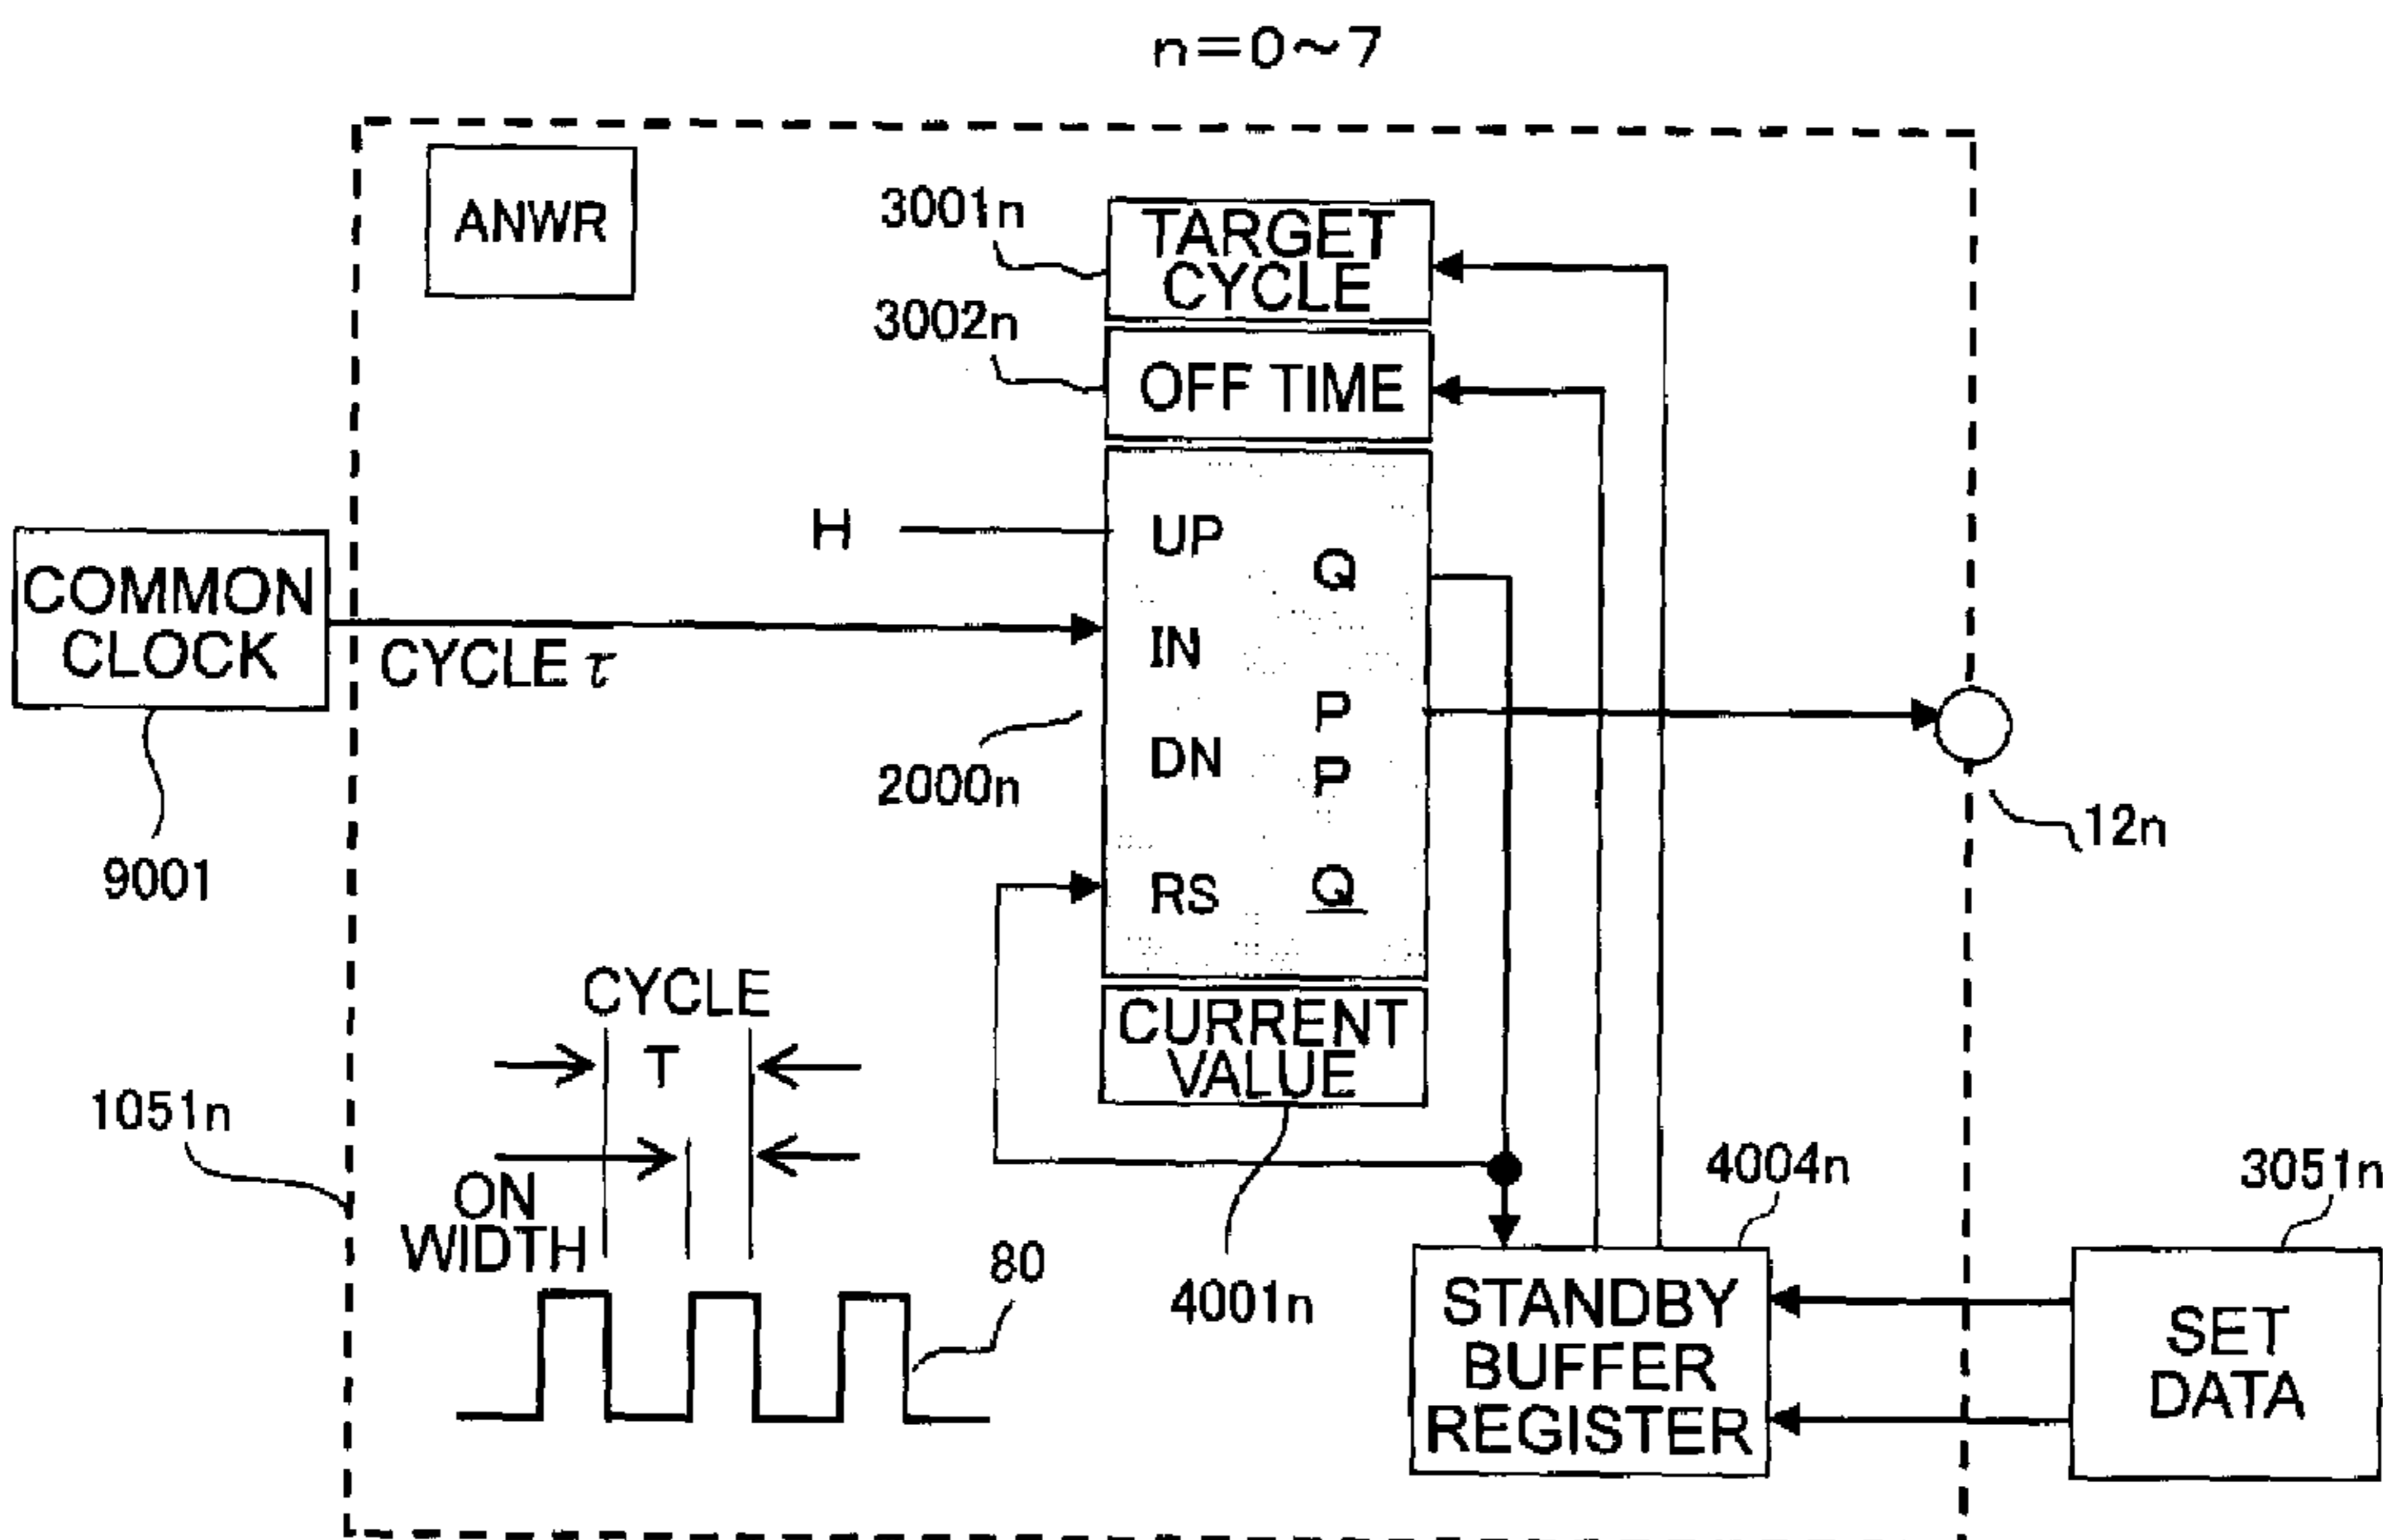 n=0~7
ANWR
3001n
TARGET
CYCLE
3002n
OFF TIME
H
UP
Q
COMMON
CLOCK
CYCLE τ
IN
P
DN
P
2000n
12n
9001
RS
Q
CYCLE
T
CURRENT
VALUE
1051n
ON
WIDTH
80
4001n
4004n
3051n
STANDBY
BUFFER
REGISTER
SET
DATA